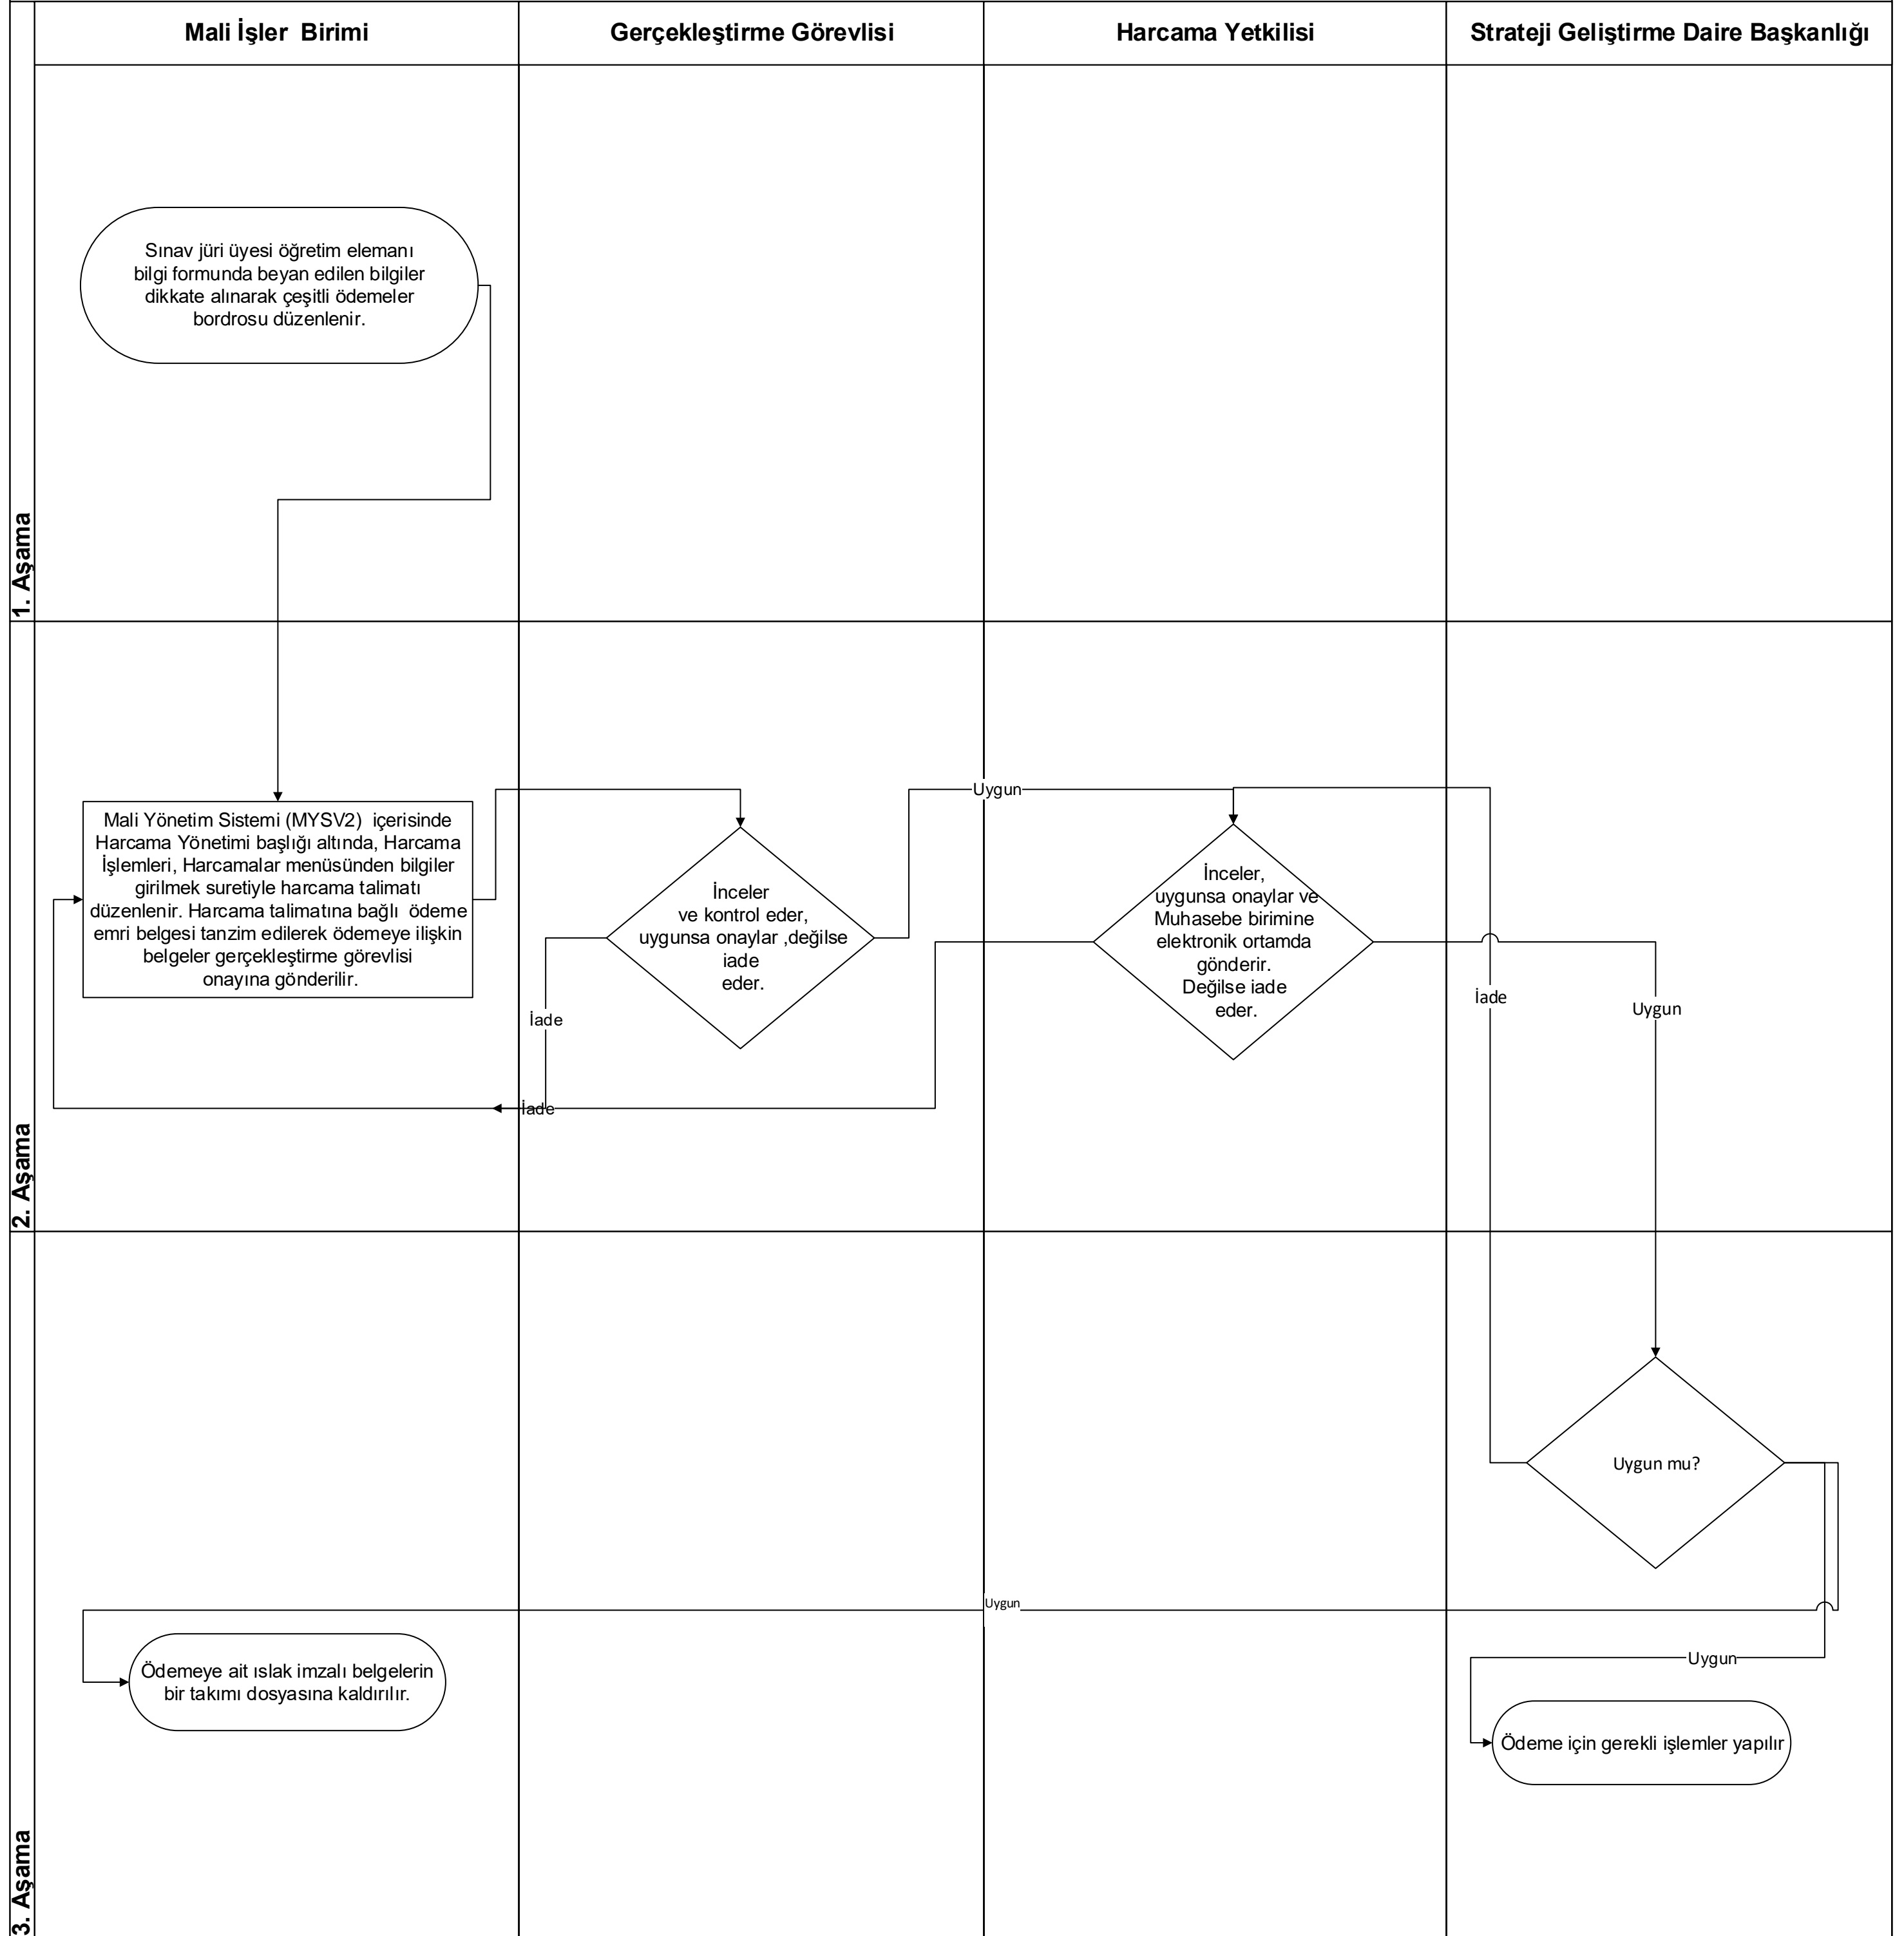 Mali İşler Birimi
Gerçekleştirme Görevlisi
Harcama Yetkilisi
Strateji Geliştirme Daire Başkanlığı
1. Aşama
Sınav jüri üyesi öğretim elemanı
bilgi formunda beyan edilen bilgiler
dikkate alınarak çeşitli ödemeler
bordrosu düzenlenir.
2. Aşama
Mali Yönetim Sistemi (MYSV2) içerisinde
Harcama Yönetimi başlığı altında, Harcama
İşlemleri, Harcamalar menüsünden bilgiler
girilmek suretiyle harcama talimatı
düzenlenir. Harcama talimatına bağlı ödeme
emri belgesi tanzim edilerek ödemeye ilişkin
belgeler gerçekleştirme görevlisi
onayına gönderilir.
İnceler
ve kontrol eder,
uygunsa onaylar ,değilse
iade
eder.
İade
İade
Uygun
İnceler,
uygunsa onaylar ve
Muhasebe birimine
elektronik ortamda
gönderir.
Değilse iade
eder.
İade
Uygun
3. Aşama
Uygun mu?
Uygun
Ödemeye ait ıslak imzalı belgelerin
bir takımı dosyasına kaldırılır.
Uygun
Ödeme için gerekli işlemler yapılır